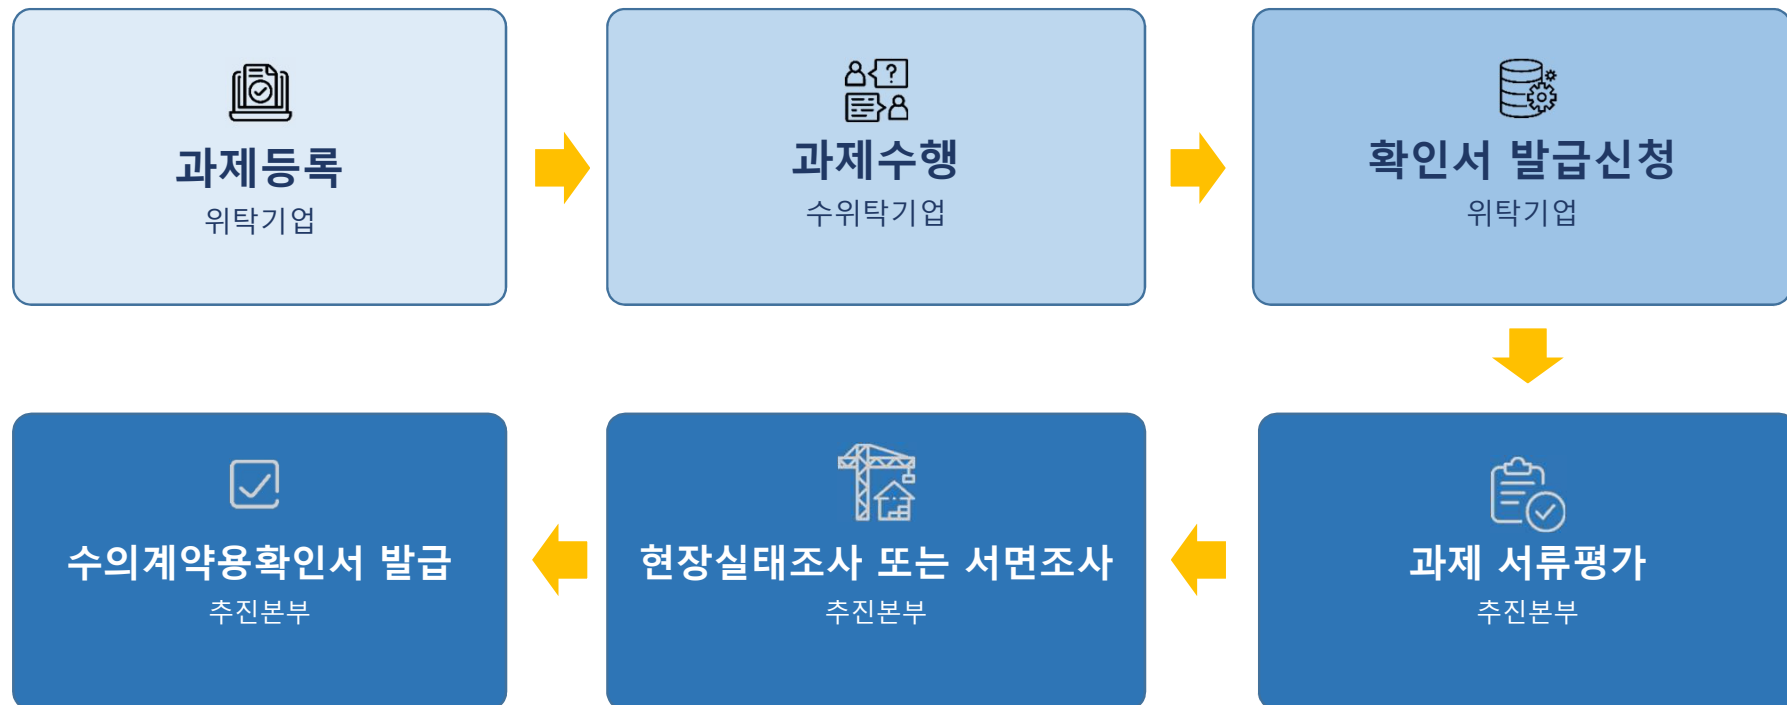 과제등록
위탁기업
?
과제수행
수위탁기업
확인서 발급신청
위탁기업
수의계약용확인서 발급
추진본부
현장실태조사 또는 서면조사
추진본부
과제 서류평가
추진본부